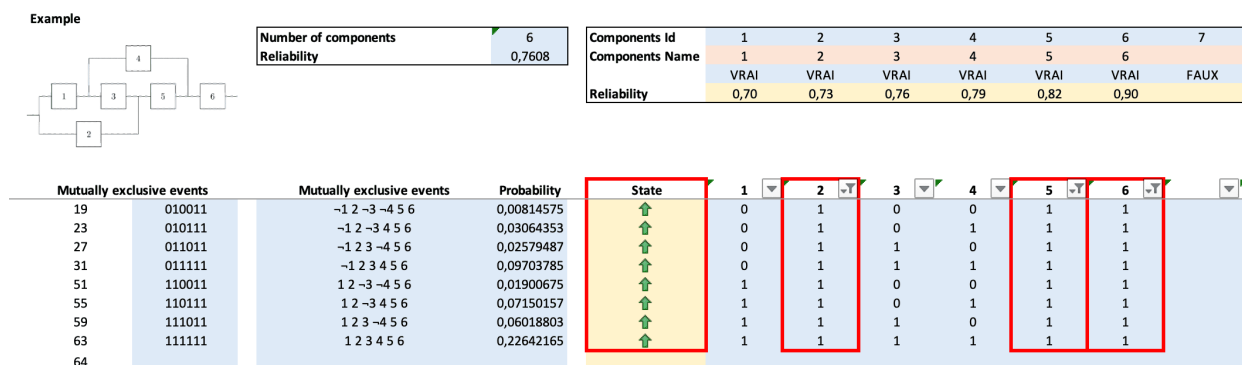 Example
Number of components 6
Reliability 0,7608
Components Id 1 2 3 4 5 6 7
Components Name 1 2 3 4 5 6
VRAI VRAI VRAI VRAI VRAI VRAI FAUX
Reliability 0,70 0,73 0,76 0,79 0,82 0,90
4
1 3 5 6
2
Mutually exclusive events Mutually exclusive events Probability State 1 2 3 4 5 6
19 010011 ¬1 2 ¬3 ¬4 5 6 0,00814575 0 1 0 0 1 1
23 010111 ¬1 2 ¬3 4 5 6 0,03064353 0 1 0 1 1 1
27 011011 ¬1 2 3 ¬4 5 6 0,02579487 0 1 1 0 1 1
31 011111 ¬1 2 3 4 5 6 0,09703785 0 1 1 1 1 1
51 110011 1 2 ¬3 ¬4 5 6 0,01900675 1 1 0 0 1 1
55 110111 1 2 ¬3 4 5 6 0,07150157 1 1 0 1 1 1
59 111011 1 2 3 ¬4 5 6 0,06018803 1 1 1 0 1 1
63 111111 1 2 3 4 5 6 0,22642165 1 1 1 1 1 1
64